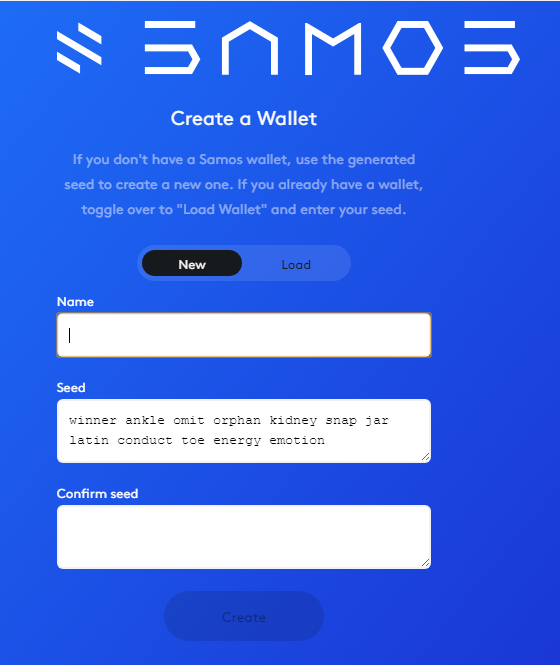 SAMOS
Create a Wallet
If you don't have a Samos wallet, use the generated
seed to create a new one. If you already have a wallet,
toggle over to "Load Wallet" and enter your seed.
New Load
Name
Seed
winner ankle omit orphan kidney snap jar
latin conduct toe energy emotion
Confirm seed
Create